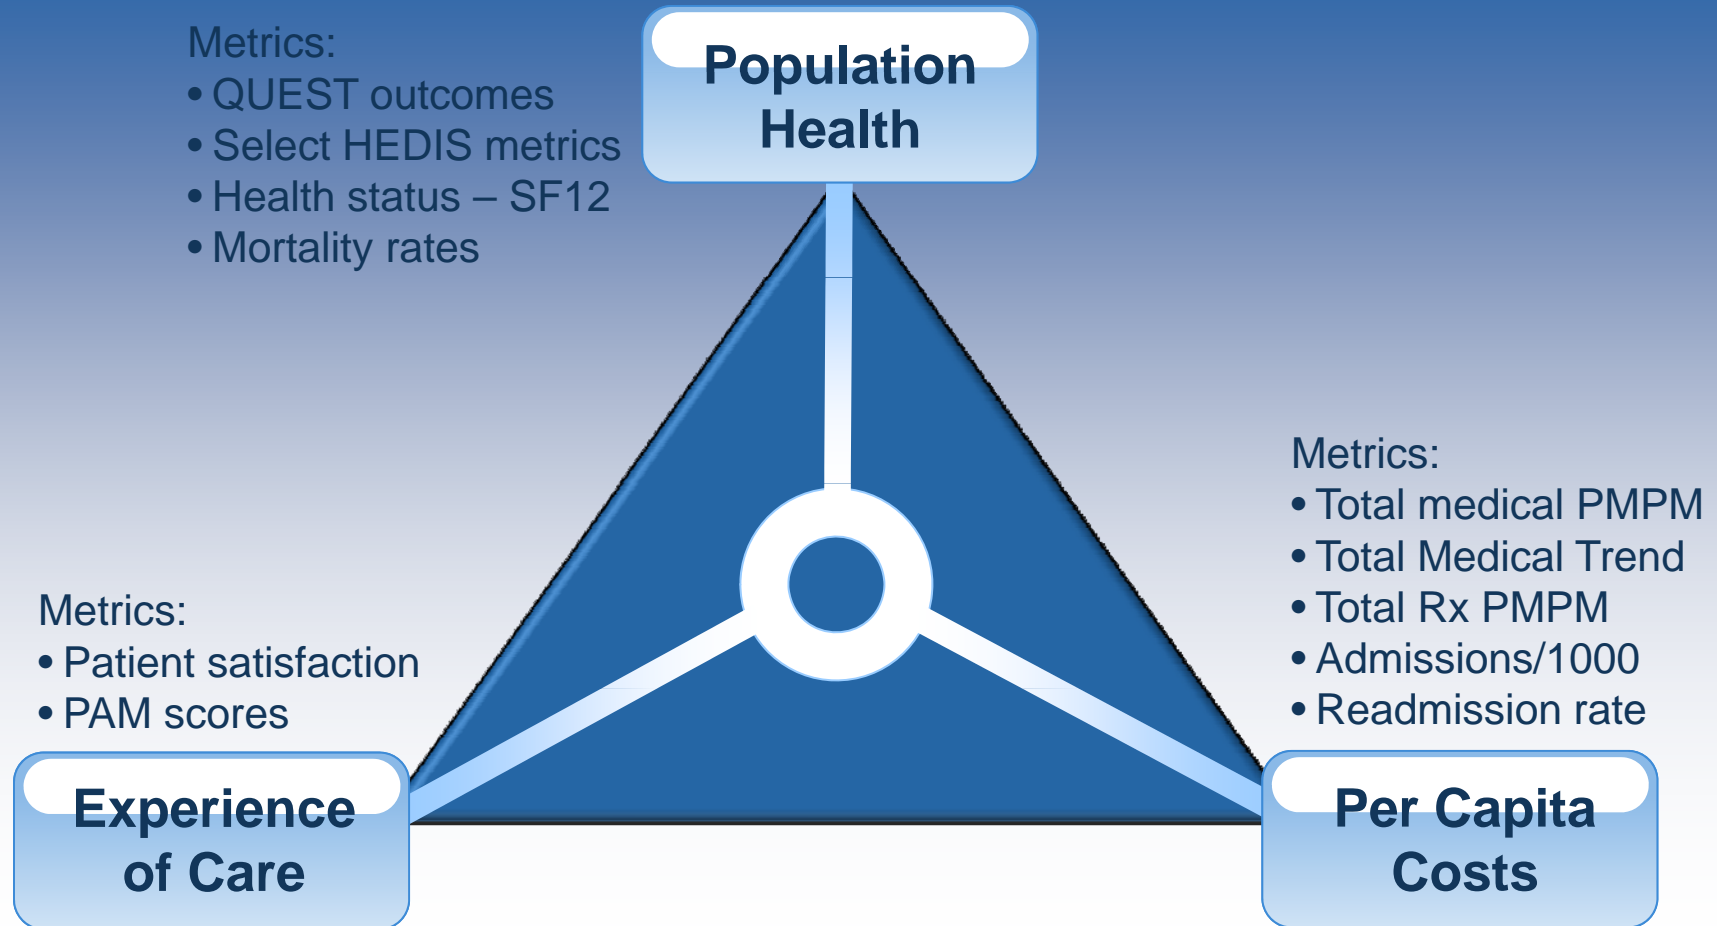 Metrics:
• QUEST outcomes
• Select HEDIS metrics
• Health status – SF12
• Mortality rates
Population
Health
Metrics:
• Patient satisfaction
• PAM scores
Experience
of Care
Metrics:
• Total medical PMPM
• Total Medical Trend
• Total Rx PMPM
• Admissions/1000
• Readmission rate
Per Capita
Costs